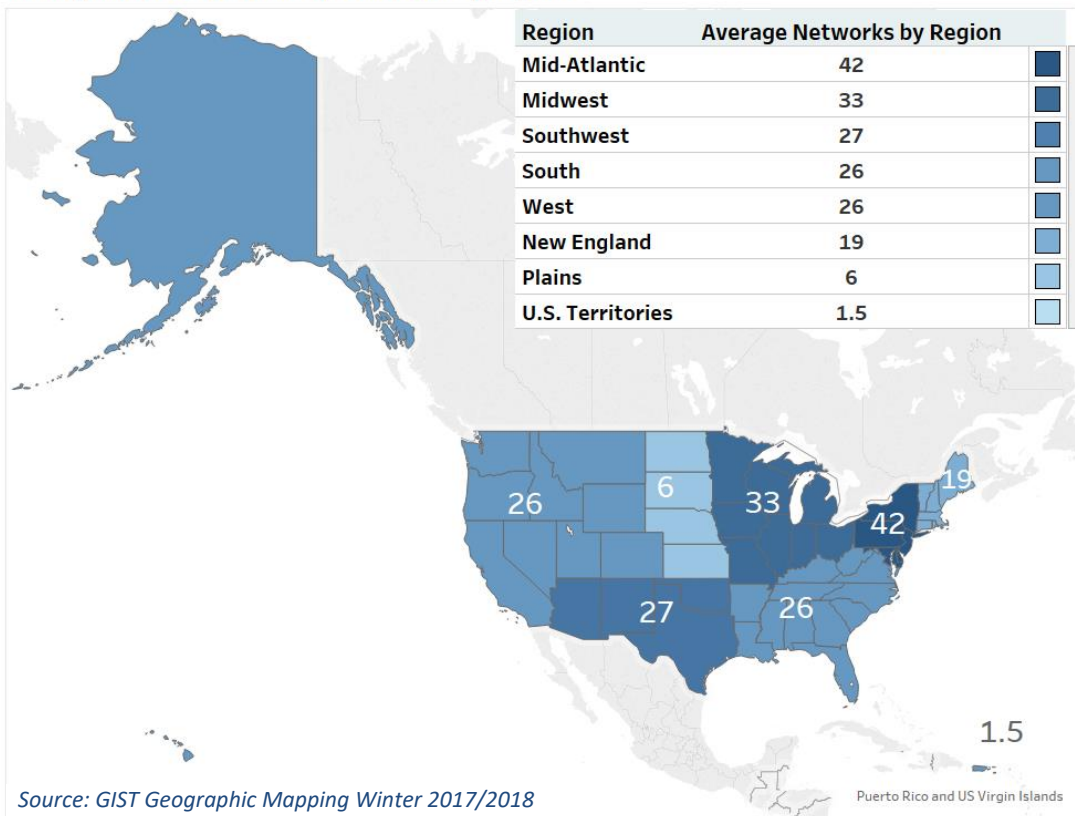 Region Average Networks by Region
Mid-Atlantic 42
Midwest 33
Southwest 27
South 26
West 26
New England 19
Plains 6
U.S. Territories 1.5
19
6
26
33
42
26
27
1.5
Source: GIST Geographic Mapping Winter 2017/2018
Puerto Rico and US Virgin Islands